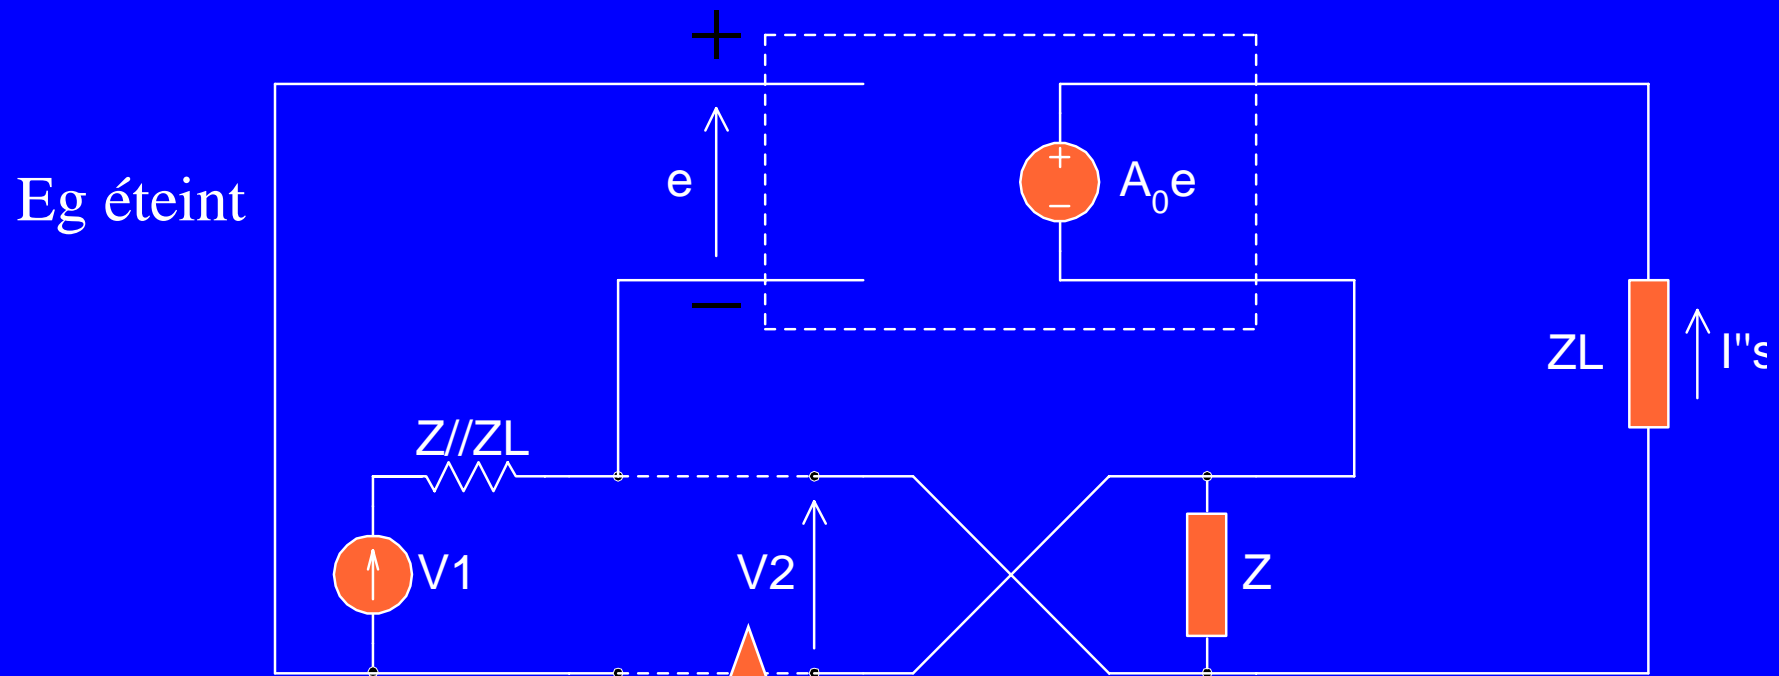 +
Eg éteint
e
+
−
A₀e
−
ZL
I''s
Z//ZL
V1
V2
Z